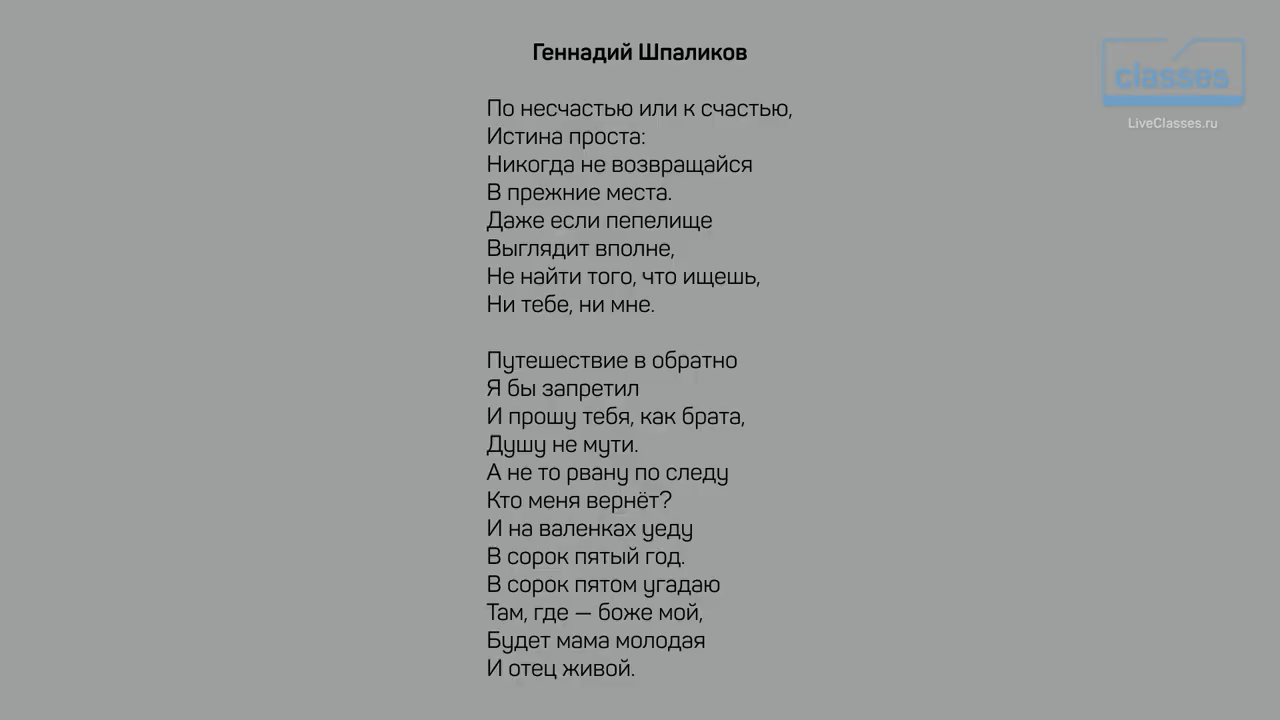 Геннадий Шпаликов
classes
LiveClasses.ru
По несчастью или к счастью,
Истина проста:
Никогда не возвращайся
В прежние места.
Даже если пепелище
Выглядит вполне,
Не найти того, что ищешь,
Ни тебе, ни мне.
Путешествие в обратно
Я бы запретил
И прошу тебя, как брата,
Душу не мути.
А не то рвану по следу
Кто меня вернёт?
И на валенках уеду
В сорок пятый год.
В сорок пятом угадаю
Там, где — боже мой,
Будет мама молодая
И отец живой.